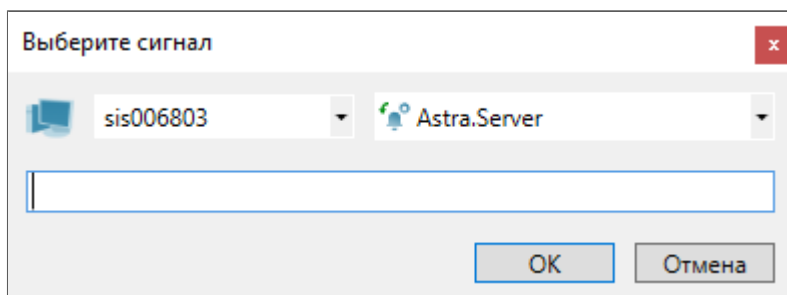 Выберите сигнал
x
sis006803 Astra.Server
OK Отмена